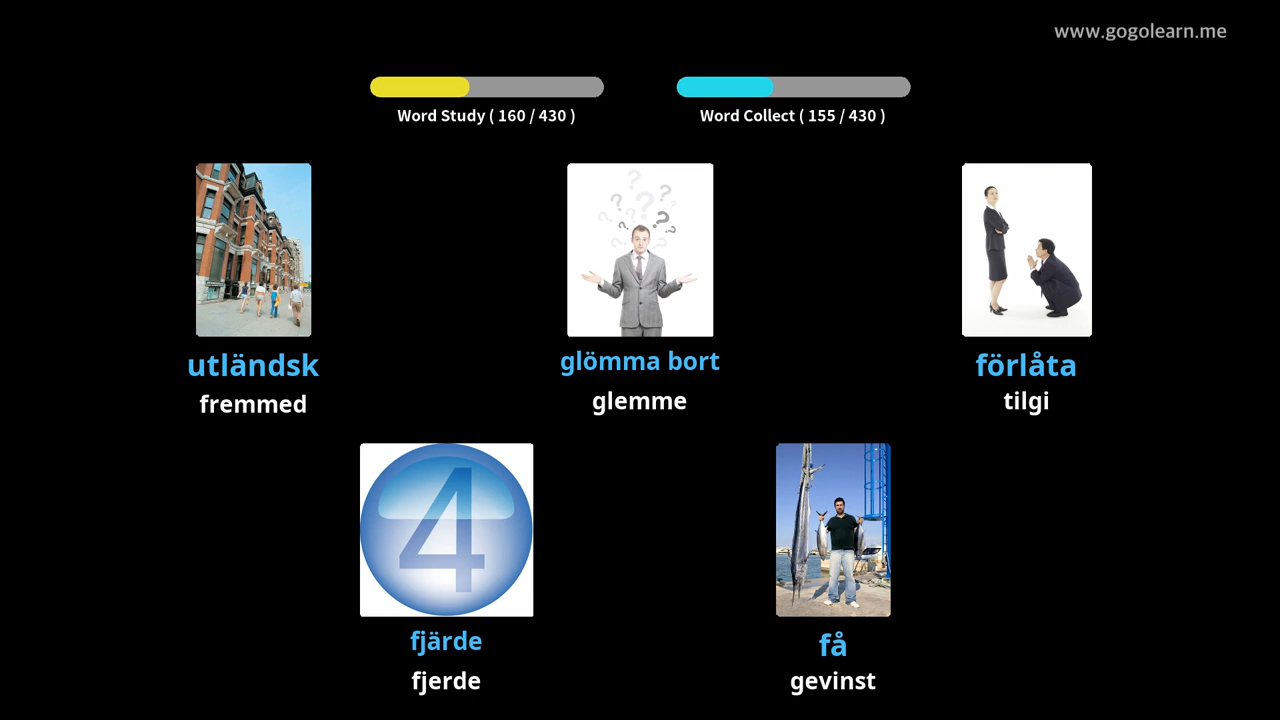 www.gogolearn.me
Word Study ( 160 / 430 )
Word Collect ( 155 / 430 )
utländsk
fremmed
glömma bort
glemme
förlåta
tilgi
4
fjärde
fjerde
få
gevinst